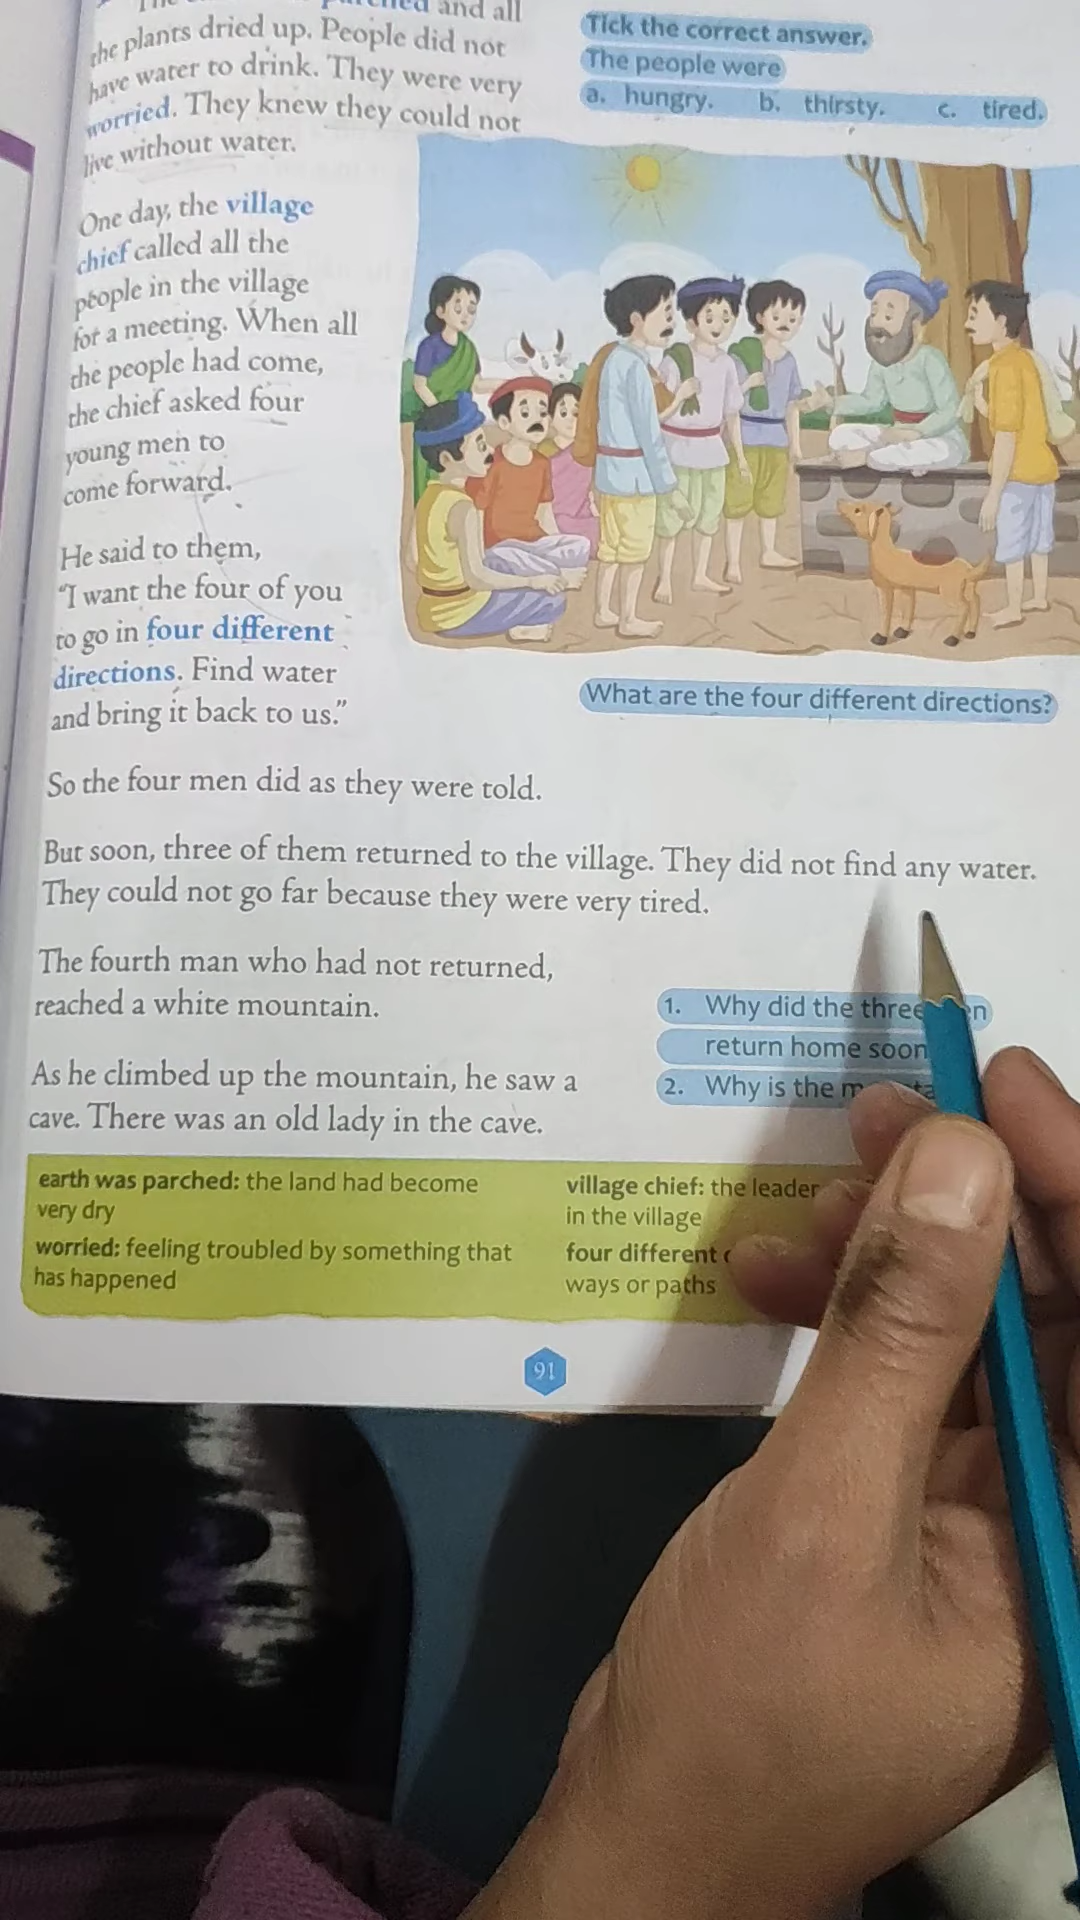 and all
the plants dried up. People did not
have water to drink. They were very
worried. They knew they could not
live without water.
Tick the correct answer.
The people were
a. hungry. b. thirsty. c. tired.
One day, the village
chief called all the
people in the village
for a meeting. When all
the people had come,
the chief asked four
young men to
come forward.
He said to them,
“I want the four of you
to go in four different
directions. Find water
and bring it back to us.”
What are the four different directions?
So the four men did as they were told.
But soon, three of them returned to the village. They did not find any water.
They could not go far because they were very tired.
The fourth man who had not returned,
reached a white mountain.
As he climbed up the mountain, he saw a
cave. There was an old lady in the cave.
1. Why did the three
return home soon
2. Why is the
earth was parched: the land had become
very dry
worried: feeling troubled by something that
has happened
village chief: the leader
in the village
four different
ways or paths
91